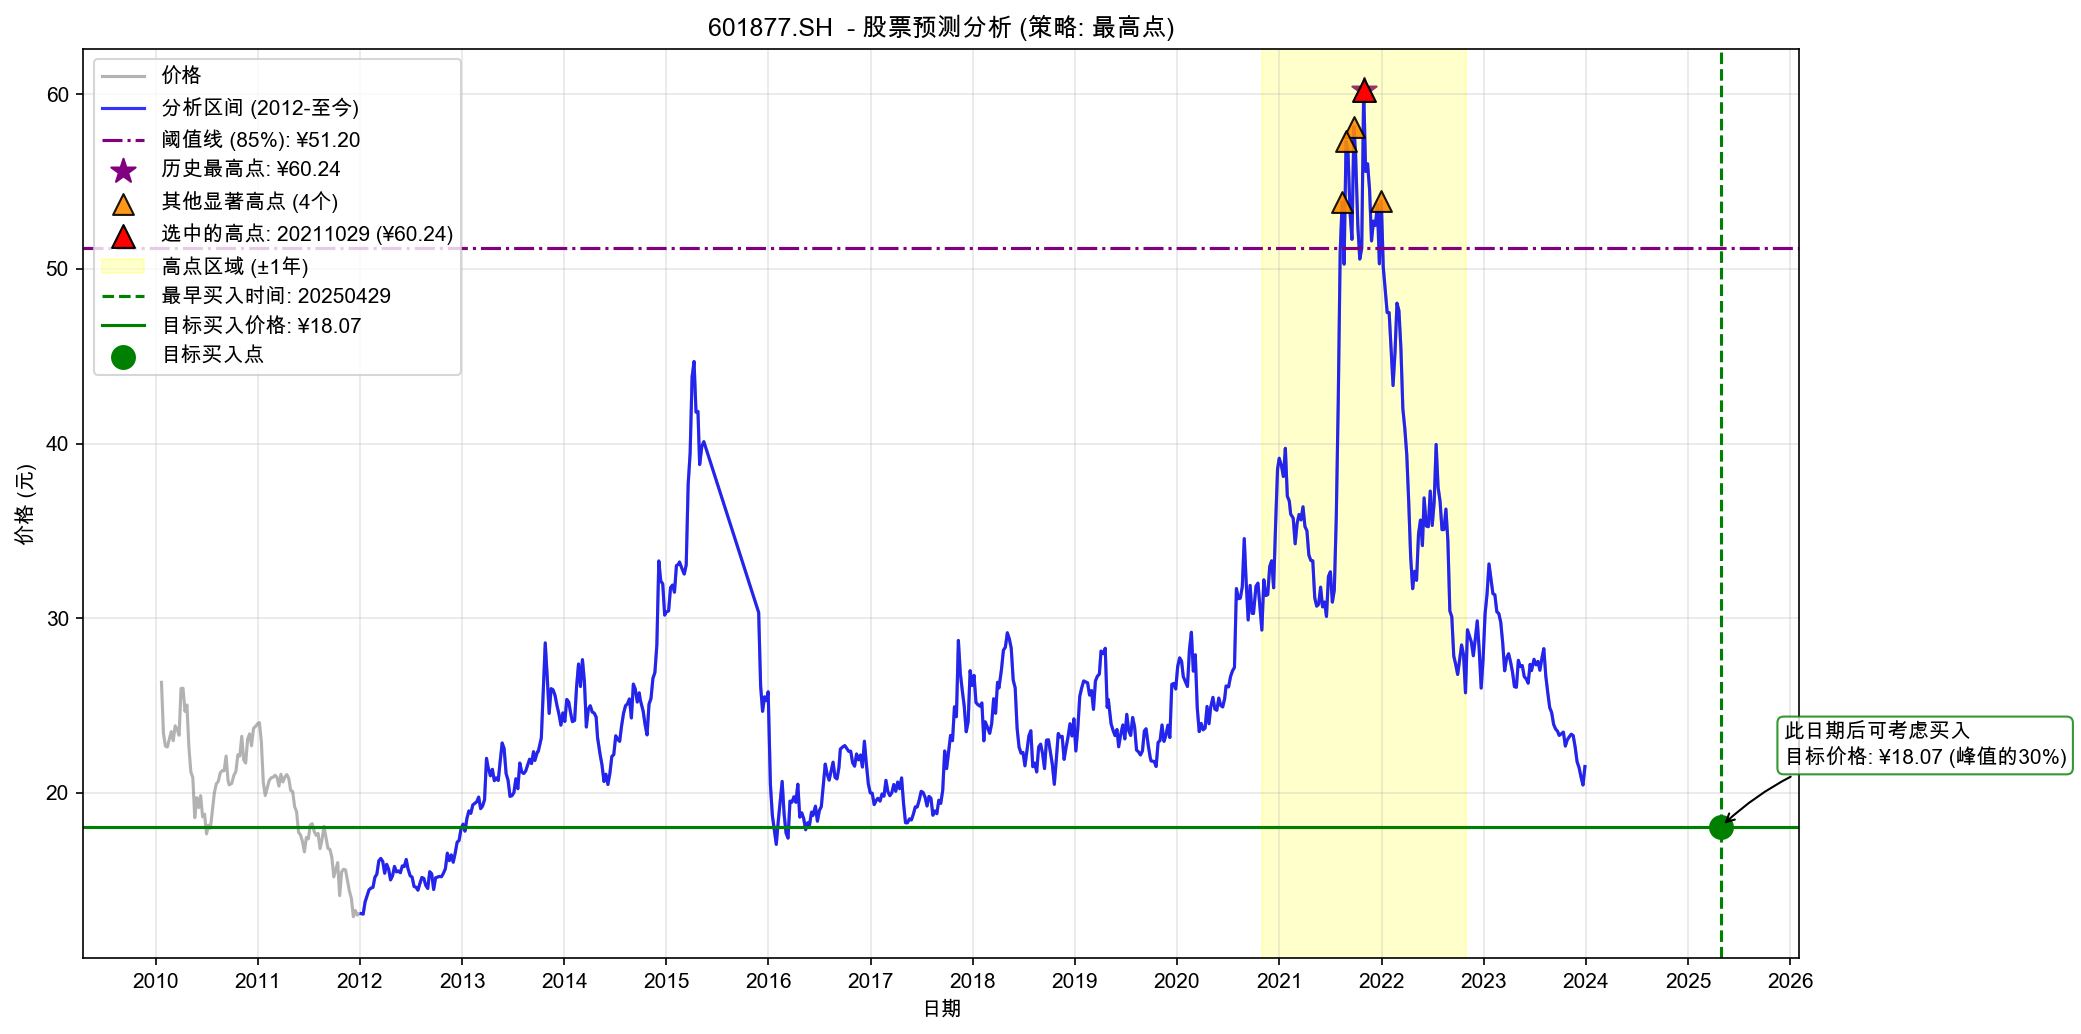 601877.SH - 股票预测分析 (策略: 最高点)
价格
分析区间 (2012-至今)
阈值线 (85%): ¥51.20
历史最高点: ¥60.24
其他显著高点 (4个)
选中的高点: 20211029 (¥60.24)
高点区域 (±1年)
最早买入时间: 20250429
目标买入价格: ¥18.07
目标买入点
60
50
40
30
20
价格 (元)
此日期后可考虑买入
目标价格: ¥18.07 (峰值的30%)
2010 2011 2012 2013 2014 2015 2016 2017 2018 2019 2020 2021 2022 2023 2024 2025 2026
日期